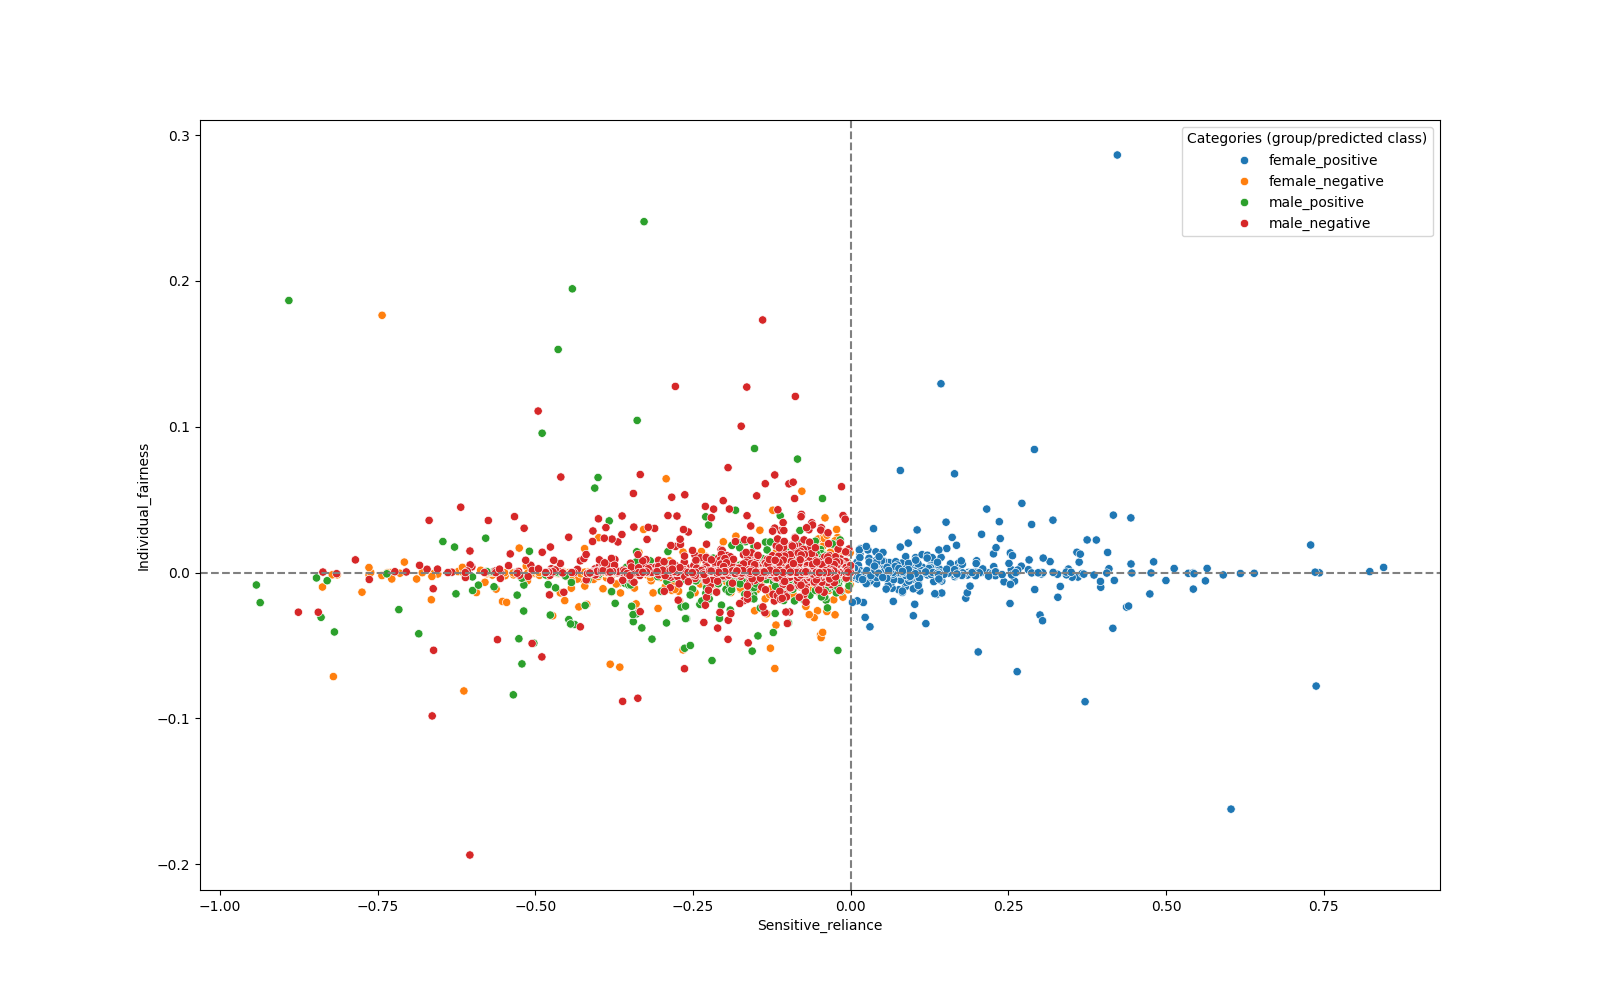 Categories (group/predicted class)
female_positive
female_negative
male_positive
male_negative
Individual_fairness
0.3
0.2
0.1
0.0
−0.1
−0.2
−1.00
−0.75
−0.50
−0.25
0.00
0.25
0.50
0.75
Sensitive_reliance